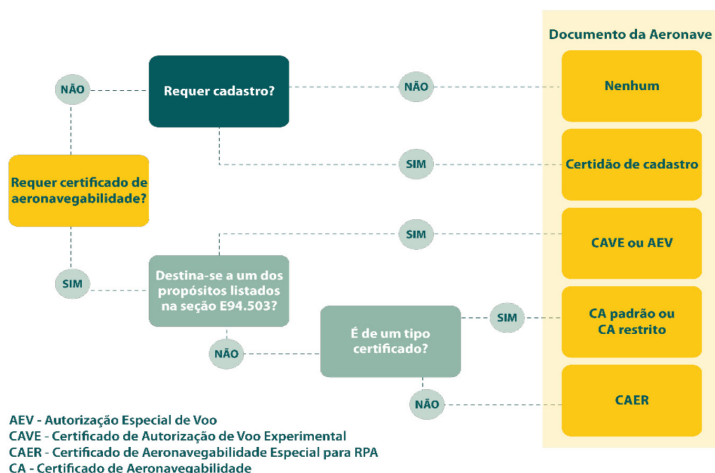 Documento da Aeronave
NÃO
Requer cadastro?
NÃO
Nenhum
Requer certificado de
aeronavegabilidade?
SIM
Certidão de cadastro
SIM
CAVE ou AEV
SIM
Destina-se a um dos
propósitos listados
na seção E94.503?
NÃO
É de um tipo
certificado?
SIM
CA padrão ou
CA restrito
NÃO
CAER
AEV - Autorização Especial de Voo
CAVE - Certificado de Autorização de Voo Experimental
CAER - Certificado de Aeronavegabilidade Especial para RPA
CA - Certificado de Aeronavegabilidade